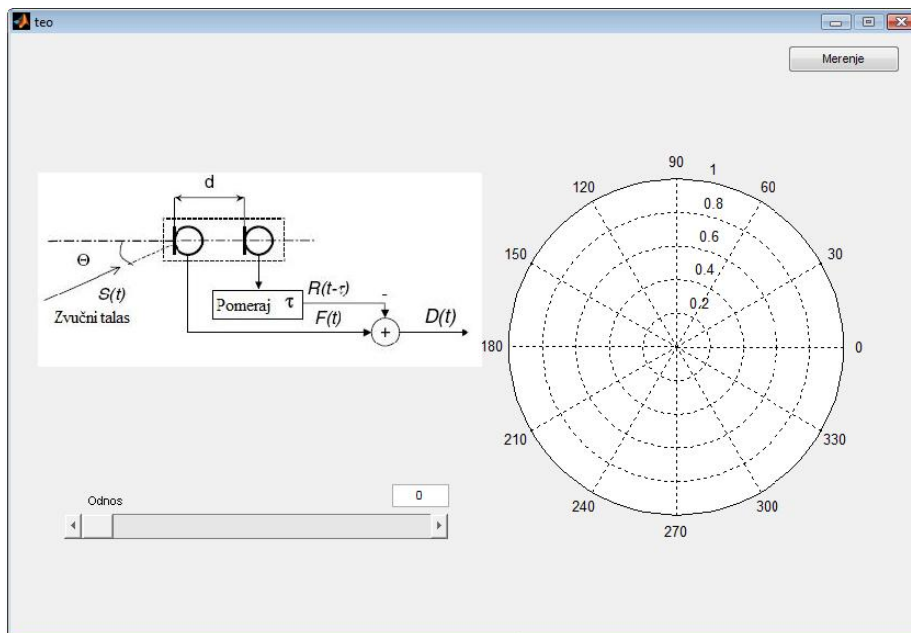 teo
Merenje
d
Θ
S(t)
Zvučni talas
Pomeraj τ
R(t-τ)
-
F(t)
+
D(t)
Odnos
0
90
1
120
60
0.8
0.6
150
30
0.4
0.2
180
0
210
330
240
300
270